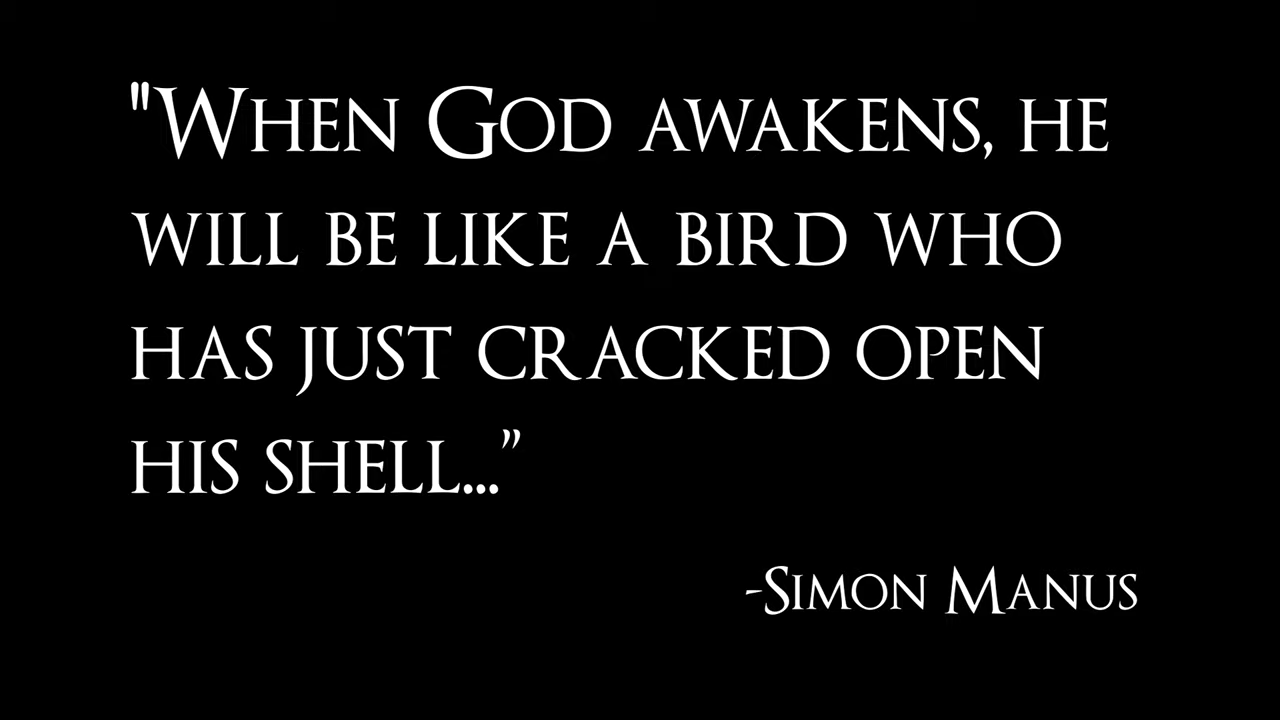 "When God awakens, he
will be like a bird who
has just cracked open
his shell...”
-Simon Manus